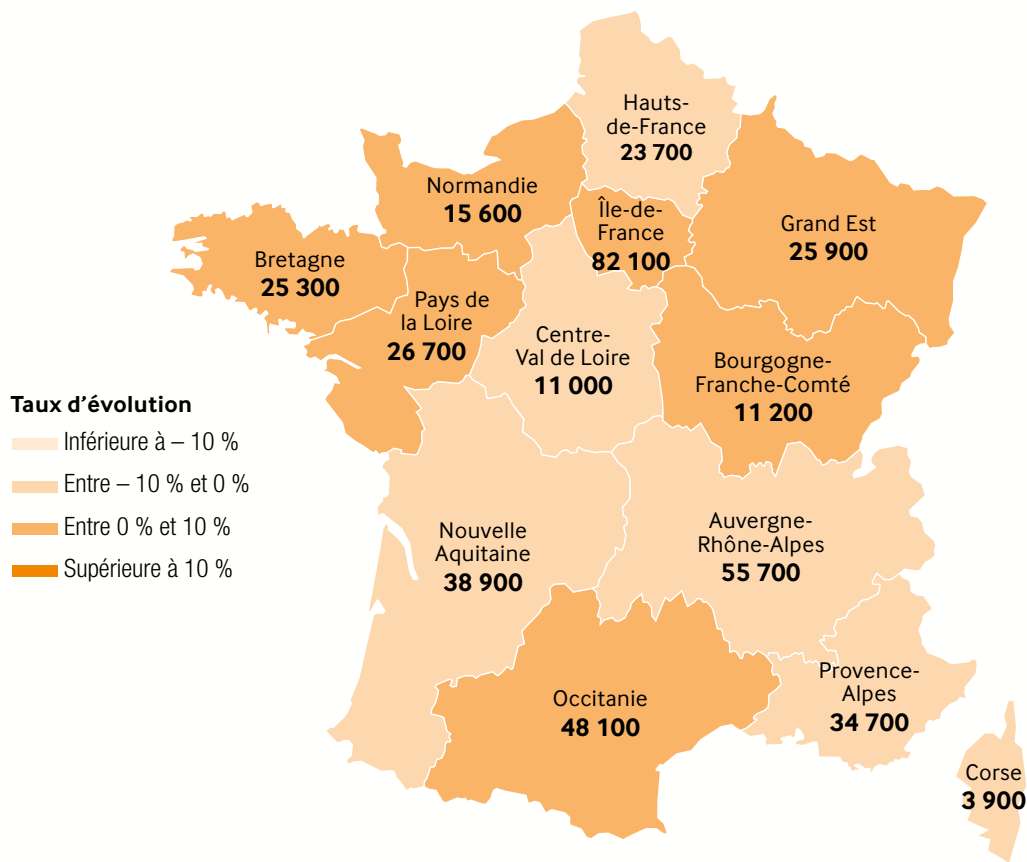 Hauts-
de-France
23 700
Normandie
15 600
Île-de-
France
82 100
Grand Est
25 900
Bretagne
25 300
Pays de
la Loire
26 700
Centre-
Val de Loire
11 000
Bourgogne-
Franche-Comté
11 200
Taux d’évolution
Inférieure à – 10 %
Entre – 10 % et 0 %
Entre 0 % et 10 %
Supérieure à 10 %
Nouvelle
Aquitaine
38 900
Auvergne-
Rhône-Alpes
55 700
Occitanie
48 100
Provence-
Alpes
34 700
Corse
3 900